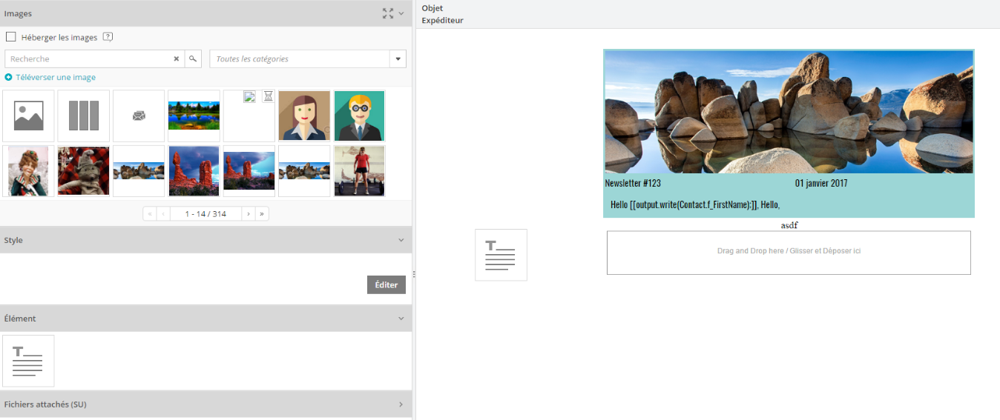 Images
Héberger les images ?
Recherche
Toutes les catégories
Téléverser une image
« ‹ 1 - 14 / 314 › »
Style
Éditer
Élément
T
Fichiers attachés (SU)
Objet
Expéditeur
Newsletter #123 01 janvier 2017
Hello [[output.write(Contact.f_FirstName);]], Hello,
asdf
T
Drag and Drop here / Glisser et Déposer ici